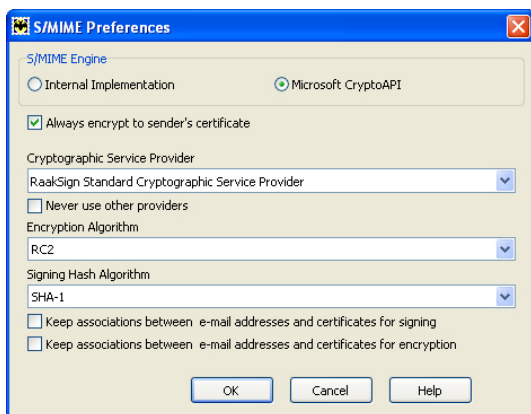 S/MIME Preferences
S/MIME Engine
Internal Implementation Microsoft CryptoAPI
Always encrypt to sender's certificate
Cryptographic Service Provider
RaakSign Standard Cryptographic Service Provider
Never use other providers
Encryption Algorithm
RC2
Signing Hash Algorithm
SHA-1
Keep associations between e-mail addresses and certificates for signing
Keep associations between e-mail addresses and certificates for encryption
OK Cancel Help